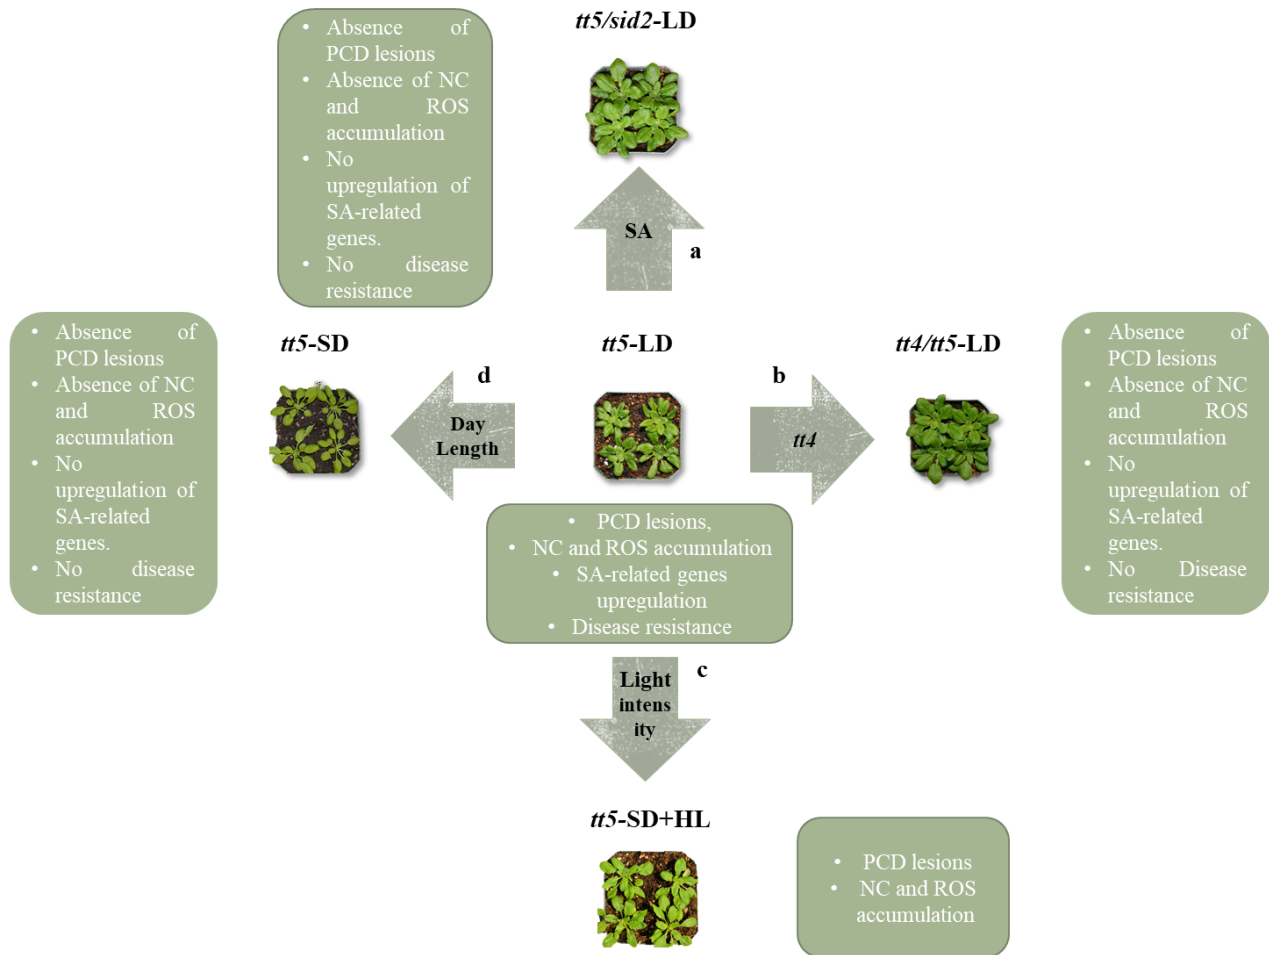 tt5/sid2-LD
• Absence of
PCD lesions
• Absence of NC
and ROS
accumulation
• No
upregulation of
SA-related
genes.
• No disease
resistance
SA
a
• Absence of
PCD lesions
• Absence of NC
and ROS
accumulation
• No
upregulation of
SA-related
genes.
• No disease
resistance
tt5-SD
d
Day
Length
tt5-LD
b
tt4
tt4/tt5-LD
• Absence of
PCD lesions
• Absence of NC
and ROS
accumulation
• No
upregulation of
SA-related
genes.
• No Disease
resistance
• PCD lesions,
• NC and ROS accumulation
• SA-related genes
upregulation
• Disease resistance
Light
intens
ity
c
tt5-SD+HL
• PCD lesions
• NC and ROS
accumulation